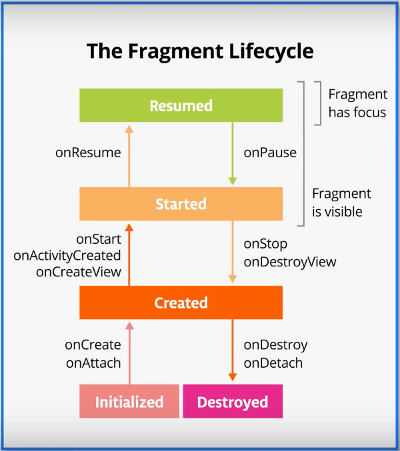 The Fragment Lifecycle
Resumed
Fragment
has focus
onResume
onPause
Started
Fragment
is visible
onStart
onActivityCreated
onCreateView
onStop
onDestroyView
Created
onCreate
onAttach
onDestroy
onDetach
Initialized
Destroyed